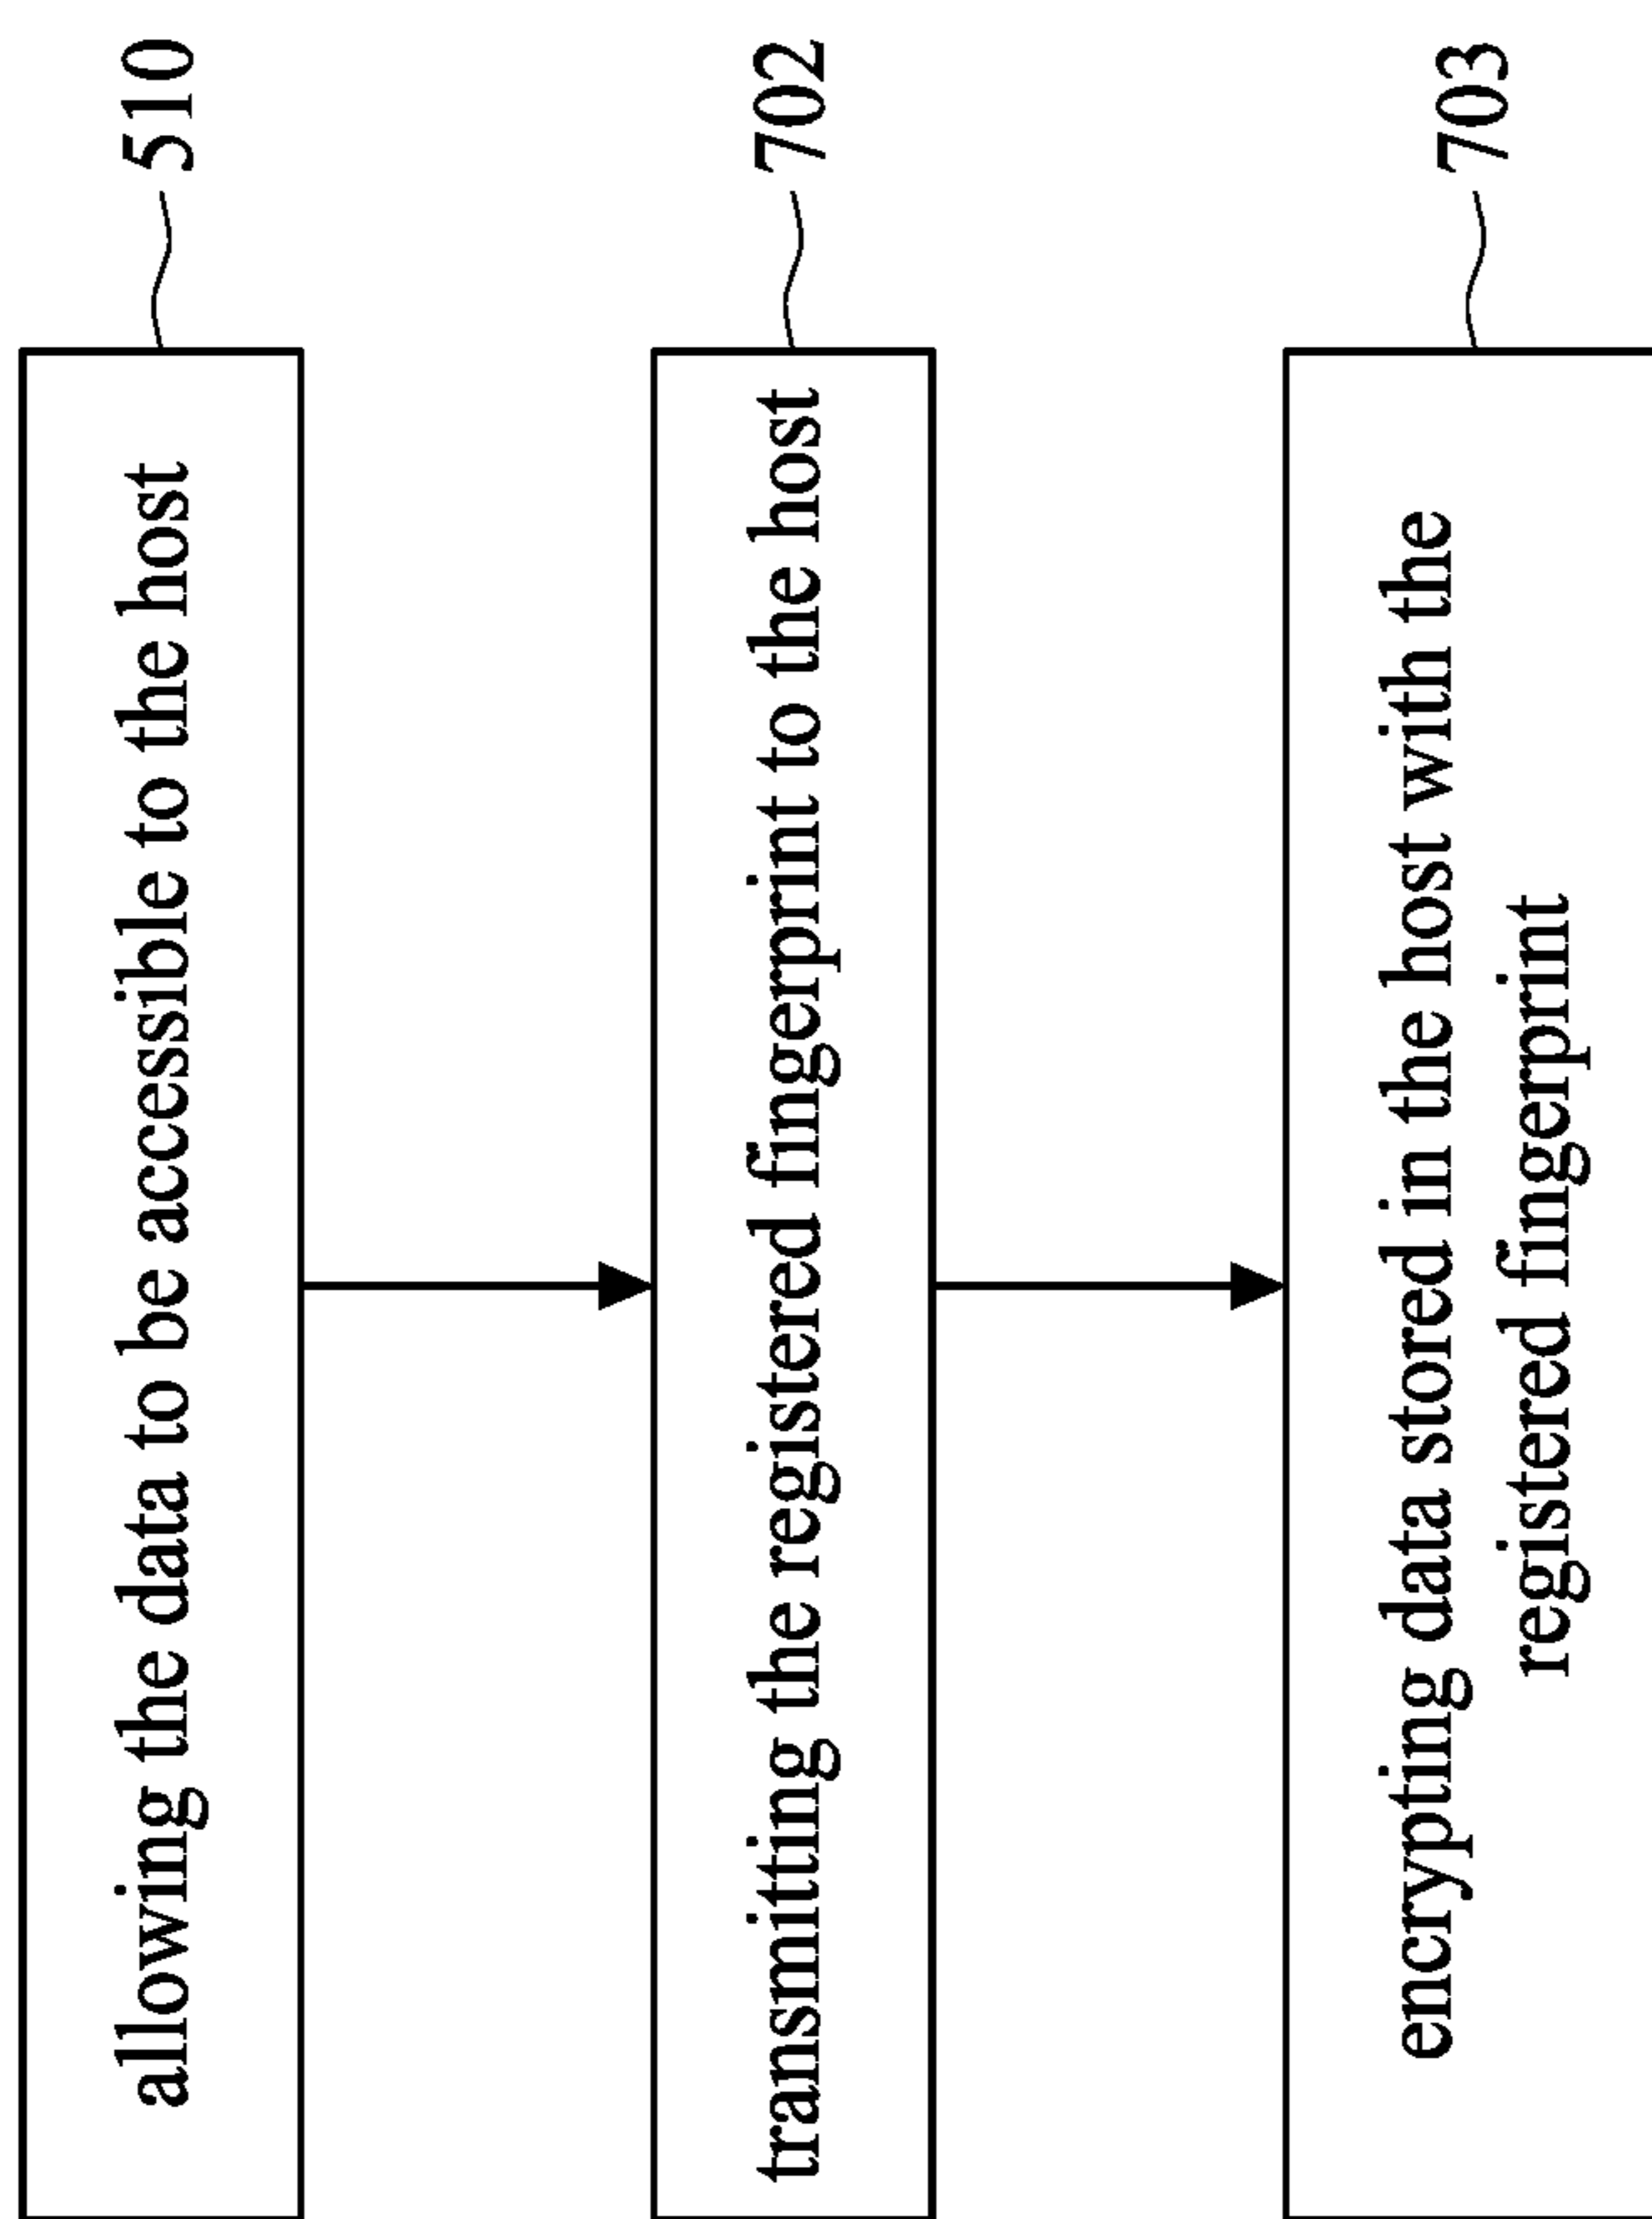 allowing the data to be accessible to the host
510
transmitting the registered fingerprint to the host
702
encrypting data stored in the host with the
registered fingerprint
703